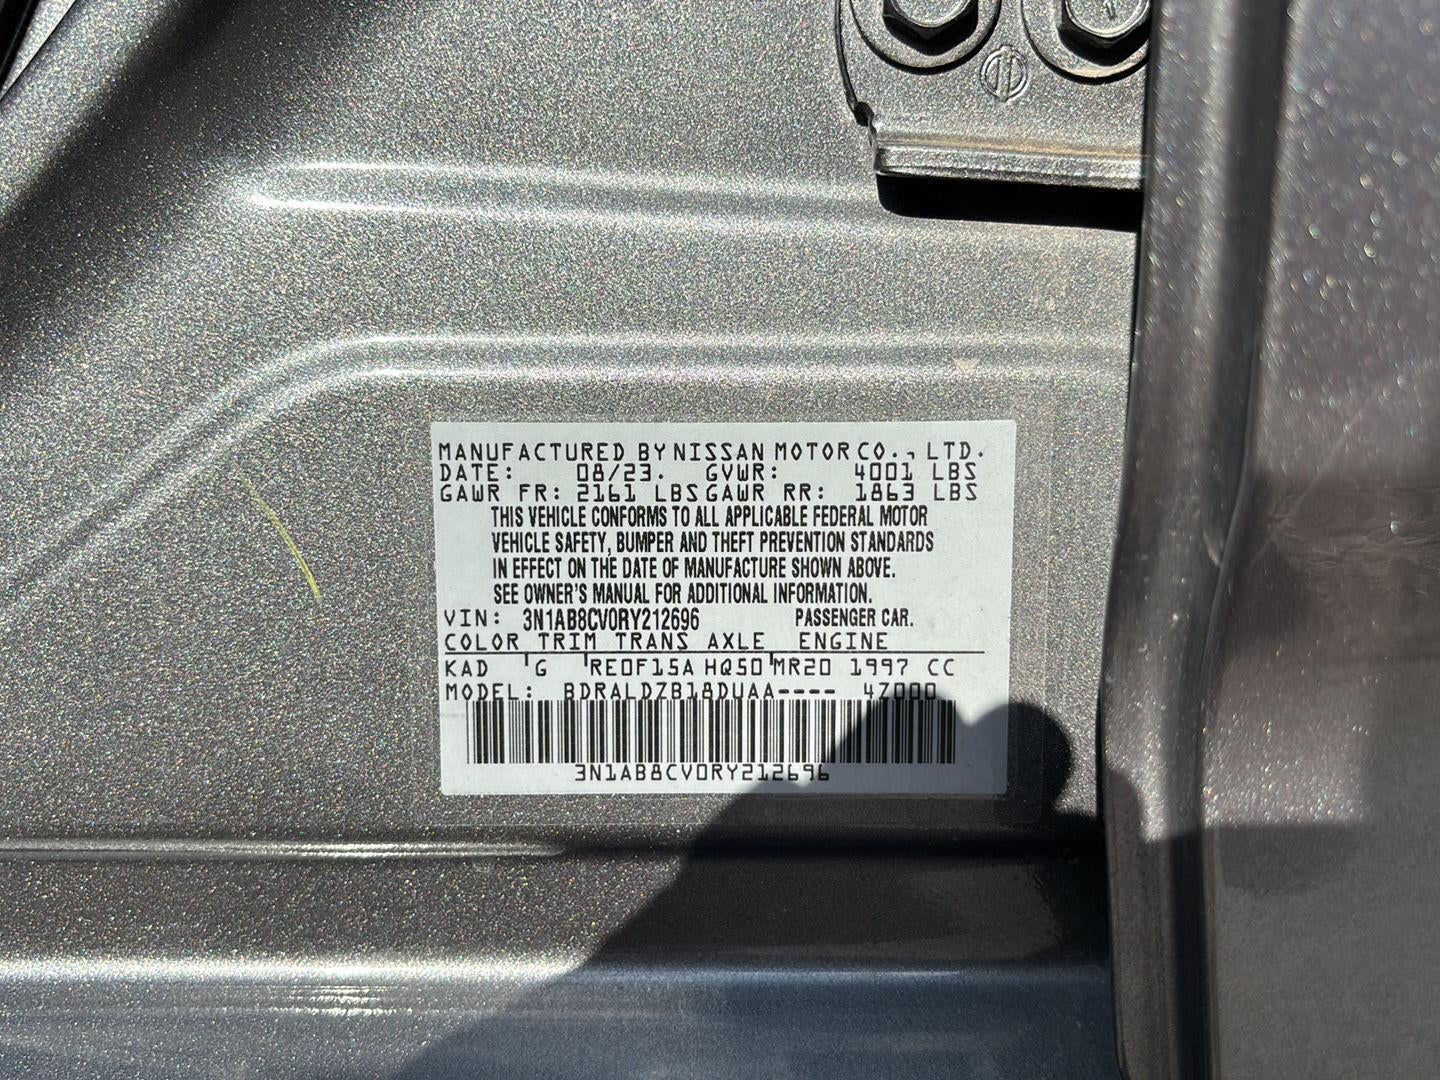 MANUFACTURED BY NISSAN MOTOR CO., LTD.
DATE: 08/23. GVWR: 4001 LBS
GAWR FR: 2161 LBS GAWR RR: 1863 LBS
THIS VEHICLE CONFORMS TO ALL APPLICABLE FEDERAL MOTOR
VEHICLE SAFETY, BUMPER AND THEFT PREVENTION STANDARDS
IN EFFECT ON THE DATE OF MANUFACTURE SHOWN ABOVE.
SEE OWNER'S MANUAL FOR ADDITIONAL INFORMATION.
VIN: 3N1AB8CV0RY212696 PASSENGER CAR.
COLOR TRIM TRANS AXLE ENGINE
KAD G RE0F15A HQ50 MR20 1997 CC
MODEL: BDRALDZB18DUAA---- 47000
3N1AB8CV0RY212696